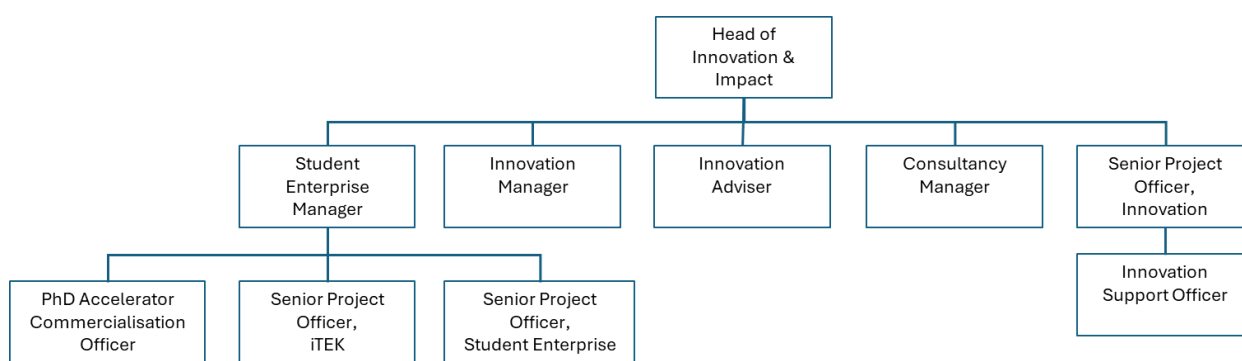 Head of
Innovation &
Impact
Student
Enterprise
Manager
Innovation
Manager
Innovation
Adviser
Consultancy
Manager
Senior Project
Officer,
Innovation
PhD Accelerator
Commercialisation
Officer
Senior Project
Officer,
iTEK
Senior Project
Officer,
Student Enterprise
Innovation
Support Officer